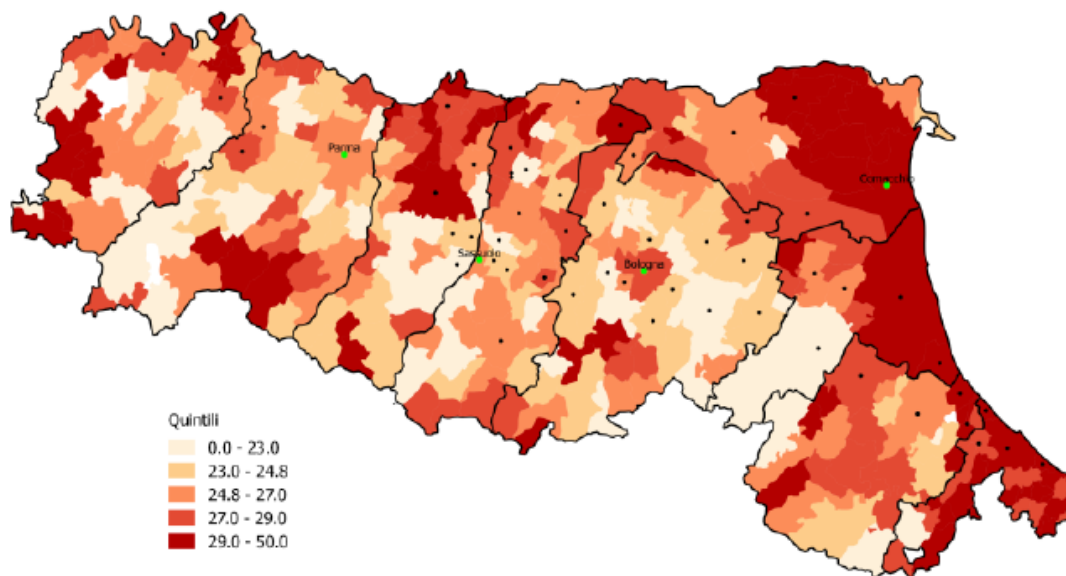 Parma
Comacchio
Sassuolo
Bologna
Quintili
0.0 - 23.0
23.0 - 24.8
24.8 - 27.0
27.0 - 29.0
29.0 - 50.0